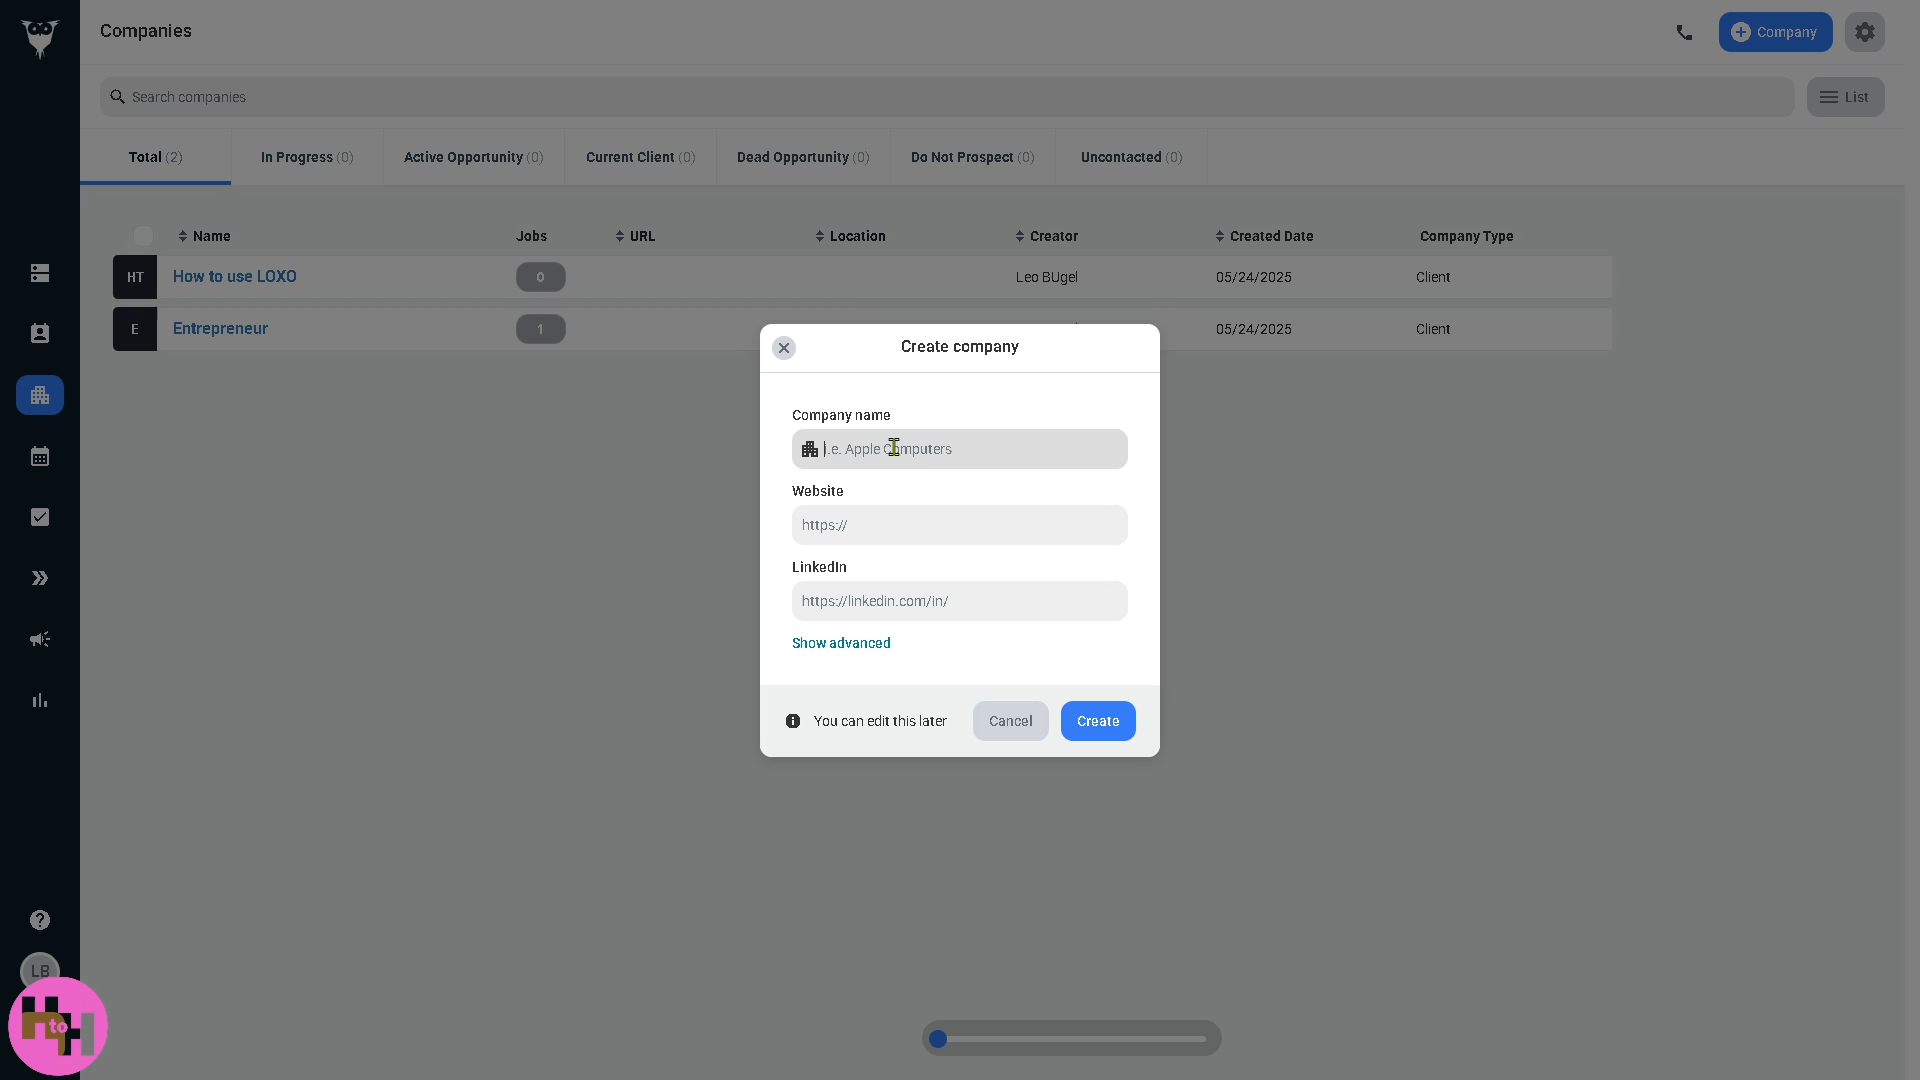 Companies
Company
Search companies
List
Total (2)
In Progress (0)
Active Opportunity (0)
Current Client (0)
Dead Opportunity (0)
Do Not Prospect (0)
Uncontacted (0)
Name Jobs URL Location Creator Created Date Company Type
HT How to use LOXO 0 Leo BUgel 05/24/2025 Client
E Entrepreneur 1 05/24/2025 Client
Create company
Company name
i.e. Apple Computers
Website
https://
LinkedIn
https://linkedin.com/in/
Show advanced
You can edit this later
Cancel
Create
LB
H to H